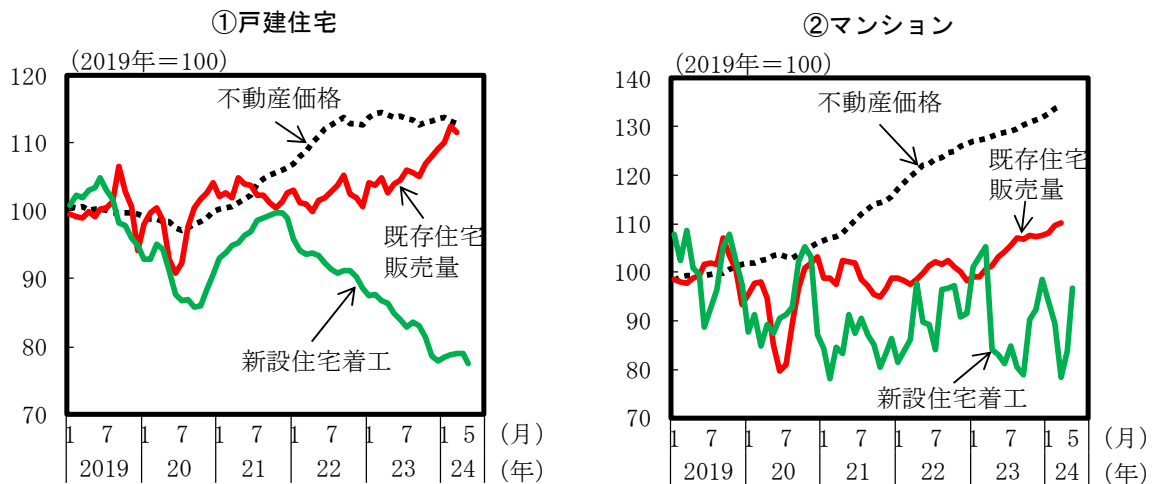 ①戸建住宅
(2019年＝100)
120
110
100
90
80
70
不動産価格
既存住宅
販売量
新設住宅着工
1 7 1 7 1 7 1 7 1 7 1 5 (月)
2019 20 21 22 23 24 (年)
②マンション
(2019年＝100)
140
130
120
110
100
90
80
70
不動産価格
既存住宅
販売量
新設住宅着工
1 7 1 7 1 7 1 7 1 7 1 5 (月)
2019 20 21 22 23 24 (年)